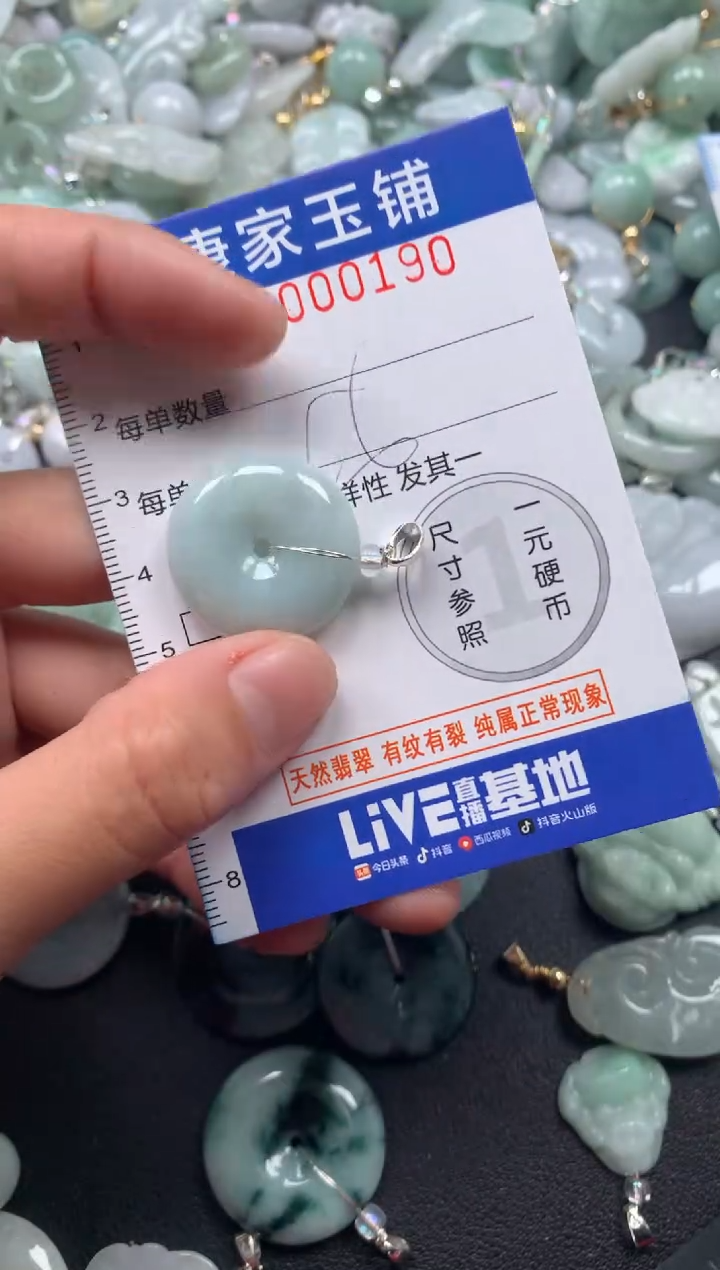 家玉铺
000190
1
2 每单数量
3 每单 样性 发其一
4
5
8
一元硬币
尺寸参照
1
天然翡翠 有纹有裂 纯属正常现象
LiVE直播基地
头条 今日头条 抖音 西瓜视频 抖音火山版